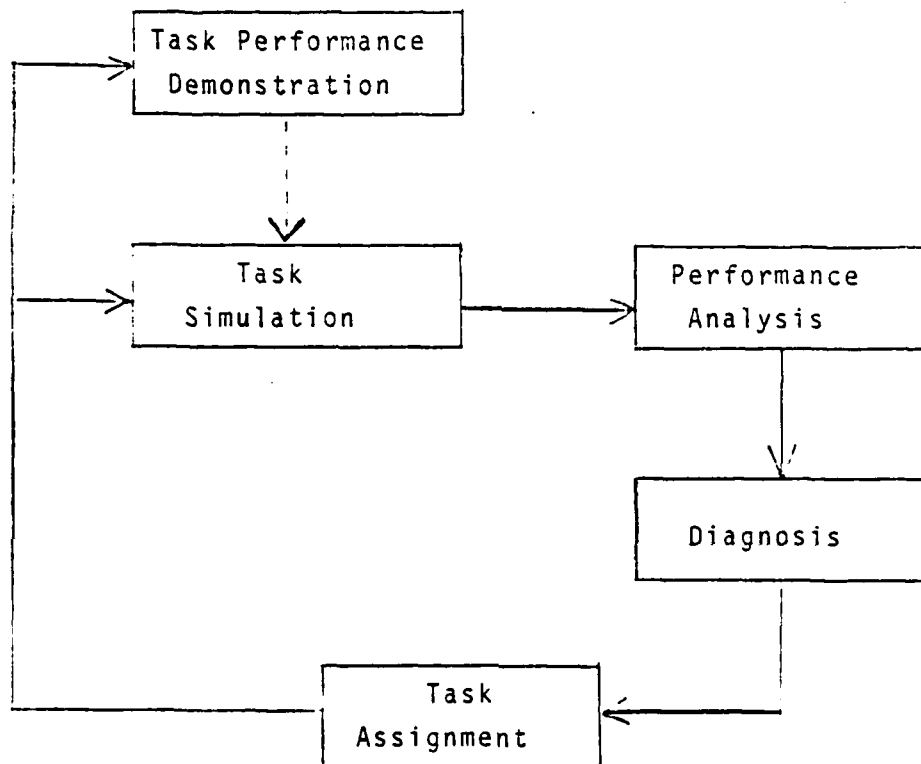 Task Performance
Demonstration
Task
Simulation
Performance
Analysis
Diagnosis
Task
Assignment